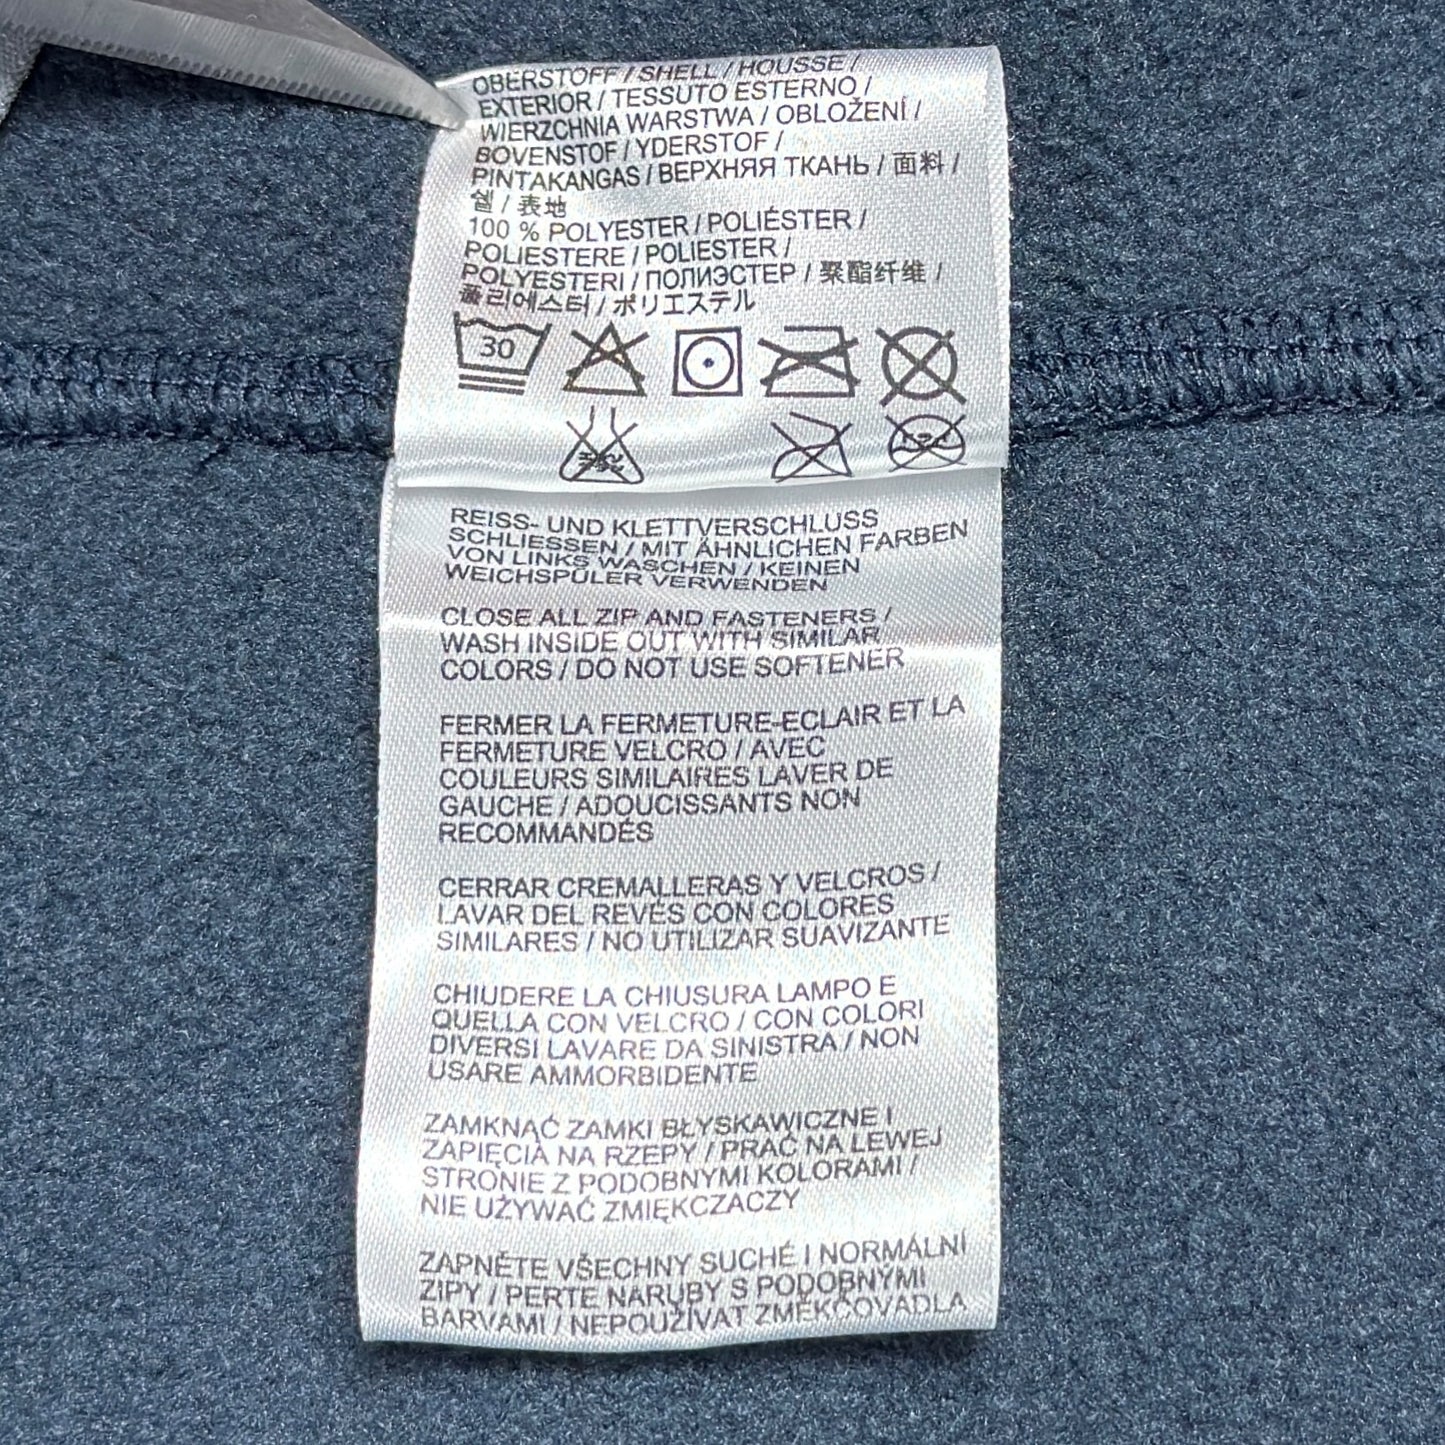 OBERSTOFF / SHELL / HOUSSE /
EXTERIOR / TESSUTO ESTERNO /
WIERZCHNIA WARSTWA / OBLOŽENÍ /
BOVENSTOF / YDERSTOF /
PINTAKANGAS / ВЕРХНЯЯ ТКАНЬ / 面料 /
쉘 / 表地
100 % POLYESTER / POLIÉSTER /
POLIESTERE / POLIESTER /
POLYESTERI / ПОЛИЭСТЕР / 聚酯纤维 /
폴리에스터 / ポリエステル
30
REISS- UND KLETTVERSCHLUSS
SCHLIESSEN / MIT ÄHNLICHEN FARBEN
VON LINKS WASCHEN / KEINEN
WEICHSPÜLER VERWENDEN
CLOSE ALL ZIP AND FASTENERS /
WASH INSIDE OUT WITH SIMILAR
COLORS / DO NOT USE SOFTENER
FERMER LA FERMETURE-ECLAIR ET LA
FERMETURE VELCRO / AVEC
COULEURS SIMILAIRES LAVER DE
GAUCHE / ADOUCISSANTS NON
RECOMMANDÉS
CERRAR CREMALLERAS Y VELCROS /
LAVAR DEL REVÉS CON COLORES
SIMILARES / NO UTILIZAR SUAVIZANTE
CHIUDERE LA CHIUSURA LAMPO E
QUELLA CON VELCRO / CON COLORI
DIVERSI LAVARE DA SINISTRA / NON
USARE AMMORBIDENTE
ZAMKNĄĆ ZAMKI BŁYSKAWICZNE I
ZAPIĘCIA NA RZEPY / PRAĆ NA LEWEJ
STRONIE Z PODOBNYMI KOLORAMI /
NIE UŻYWAĆ ZMIĘKCZACZY
ZAPNĚTE VŠECHNY SUCHÉ I NORMÁLNÍ
ZIPY / PERTE NARUBY S PODOBNÝMI
BARVAMI / NEPOUŽÍVAT ZMĚKČOVADLA